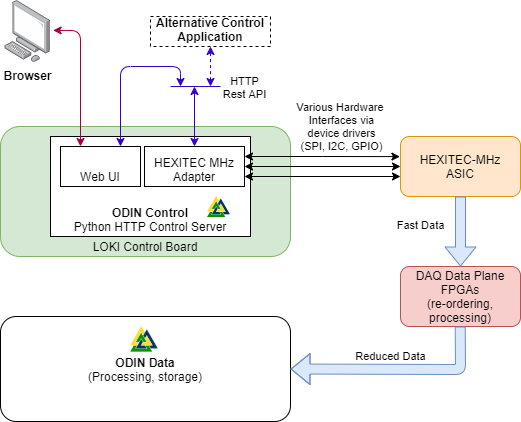 Alternative Control
Application
Browser
HTTP
Rest API
Various Hardware
Interfaces via
device drivers
(SPI, I2C, GPIO)
Web UI
HEXITEC MHz
Adapter
HEXITEC-MHz
ASIC
ODIN Control
Python HTTP Control Server
LOKI Control Board
Fast Data
DAQ Data Plane
FPGAs
(re-ordering,
processing)
Reduced Data
ODIN Data
(Processing, storage)